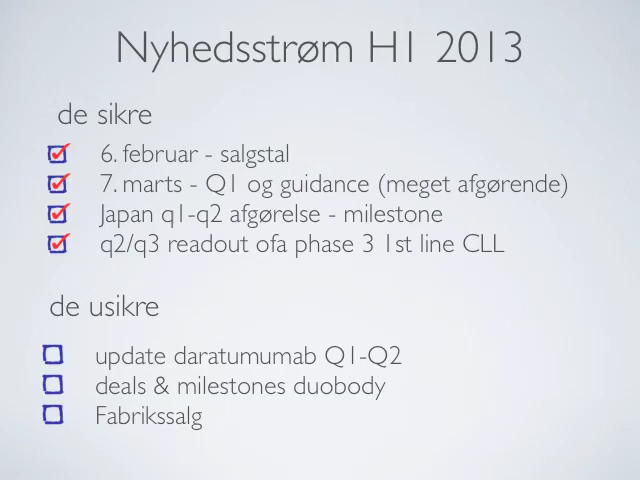 Nyhedsstrøm H1 2013
de sikre
6. februar - salgstal
7. marts - Q1 og guidance (meget afgørende)
Japan q1-q2 afgørelse - milestone
q2/q3 readout ofa phase 3 1st line CLL
de usikre
update daratumumab Q1-Q2
deals & milestones duobody
Fabrikssalg